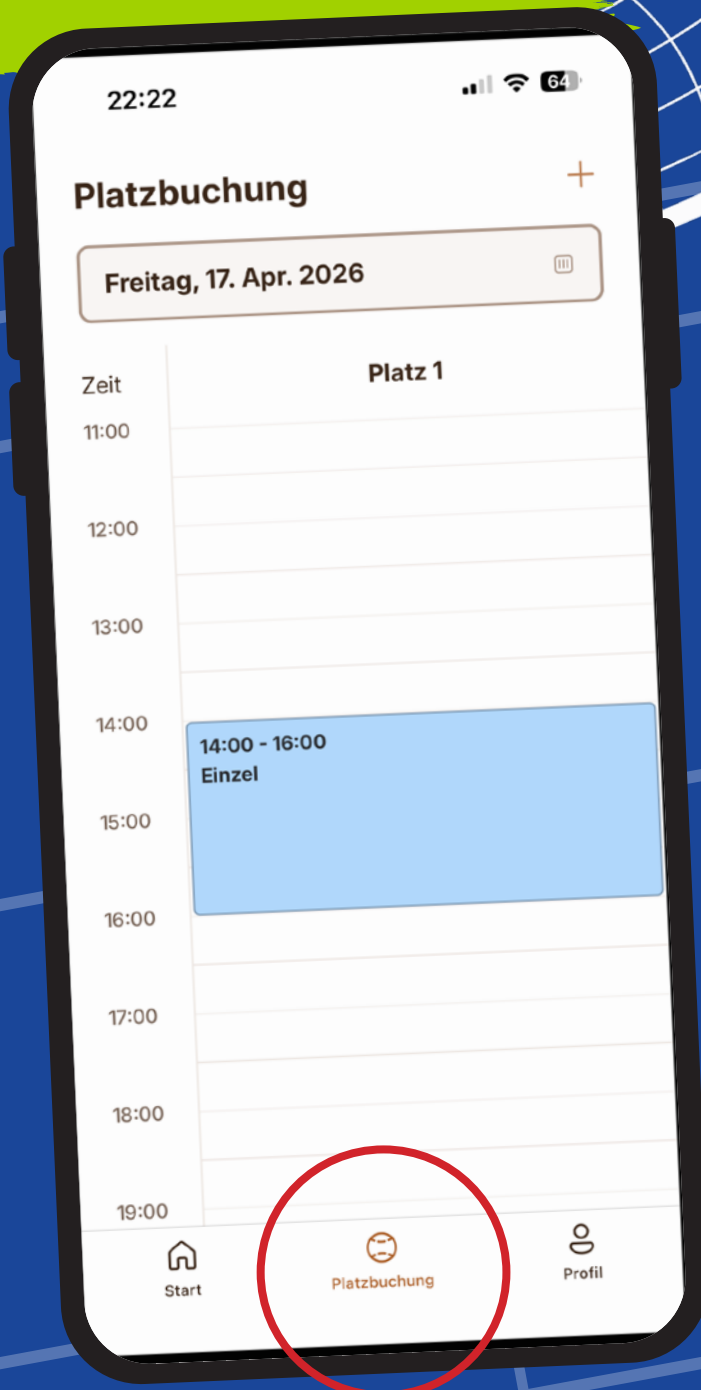 22:22
64
Platzbuchung
Freitag, 17. Apr. 2026
Zeit
Platz 1
11:00
12:00
13:00
14:00
14:00 - 16:00
Einzel
15:00
16:00
17:00
18:00
19:00
Start
Platzbuchung
Profil